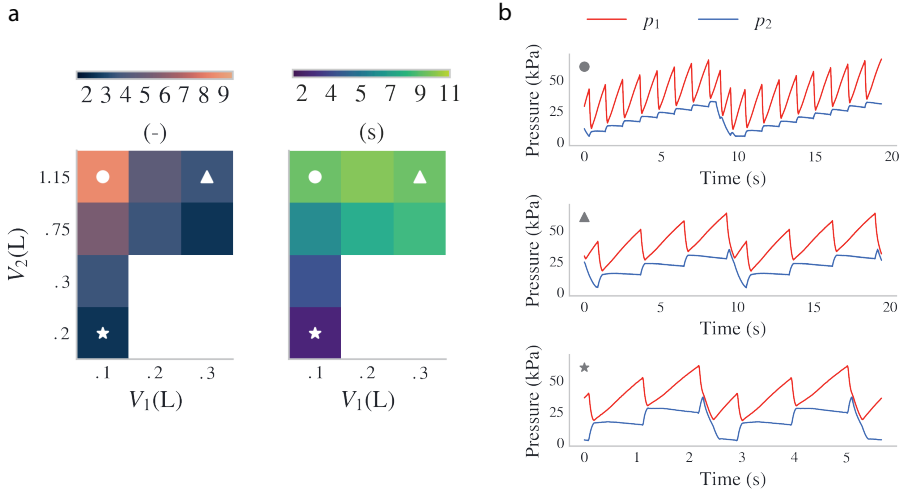 a
2 3 4 5 6 7 8 9
(-)
2 4 6 7 9 11
(s)
V2(L)
1.15
.75
.3
.2
.1 .2 .3
V1(L)
.1 .2 .3
V1(L)
b
p1 p2
Pressure (kPa)
50
25
0
0 5 10 15 20
Time (s)
Pressure (kPa)
50
25
0
0 5 10 15 20
Time (s)
Pressure (kPa)
50
25
0
0 1 2 3 4 5
Time (s)